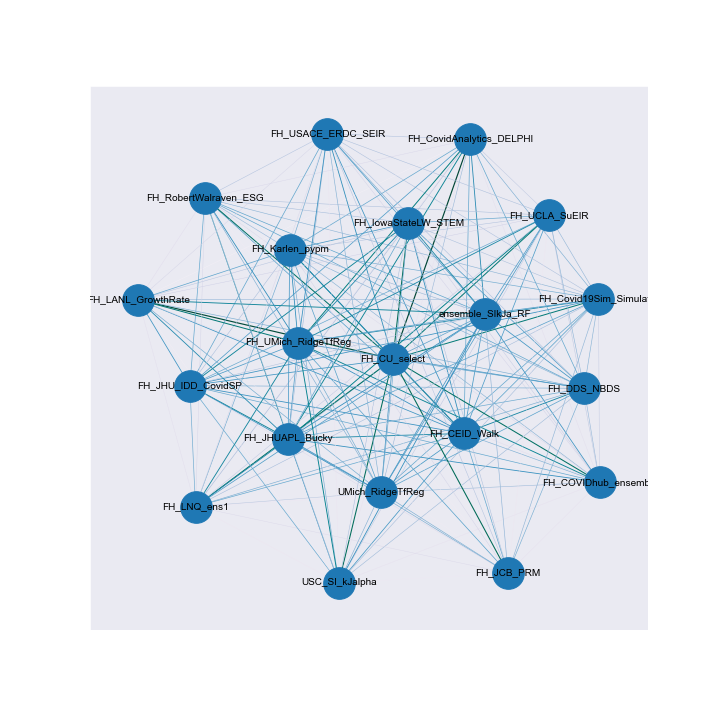 FH_USACE_ERDC_SEIR
FH_CovidAnalytics_DELPHI
FH_RobertWalraven_ESG
FH_IowaStateLW_STEM
FH_UCLA_SuEIR
FH_Karlen_pypm
FH_LANL_GrowthRate
FH_Covid19Sim_Simula
ensemble_SIkJa_RF
FH_UMich_RidgeTfReg
FH_CU_select
FH_JHU_IDD_CovidSP
FH_DDS_NBDS
FH_JHUAPL_Bucky
FH_CEID_Walk
FH_COVIDhub_ensemb
UMich_RidgeTfReg
FH_LNQ_ens1
FH_JCB_PRM
USC_SI_kJalpha